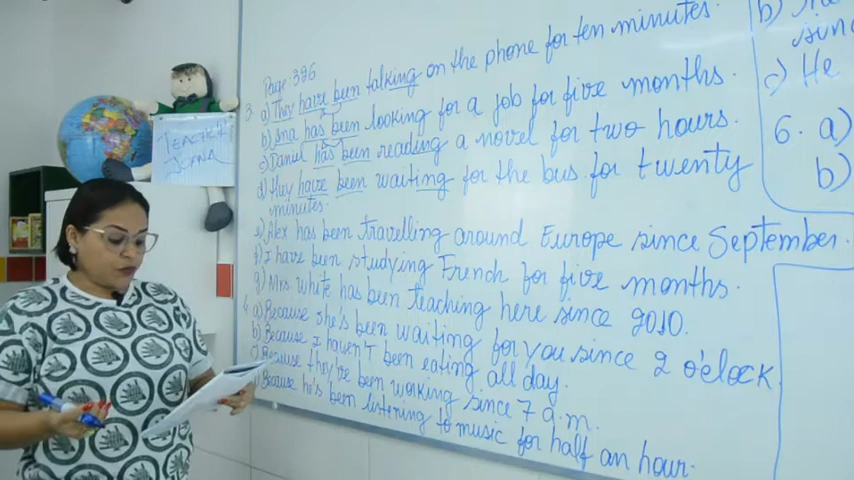 Page: 396
3. a) They have been talking on the phone for ten minutes.
b) Ana has been looking for a job for five months.
c) Daniel has been reading a novel for two hours.
d) they have been waiting for the bus for twenty
minutes.
e) Alex has been travelling around Europe since September.
f) I have been studying French for five months.
g) Mrs. White has been teaching here since 2010.
4. a) Because she's been waiting for you since 2 o'clock
b) Because I haven't been eating all day.
c) Because they've been working since 7 a.m.
d) Because he's been listening to music for half an hour.
b)
sinc
c) He
6. a)
b)
TEACHER